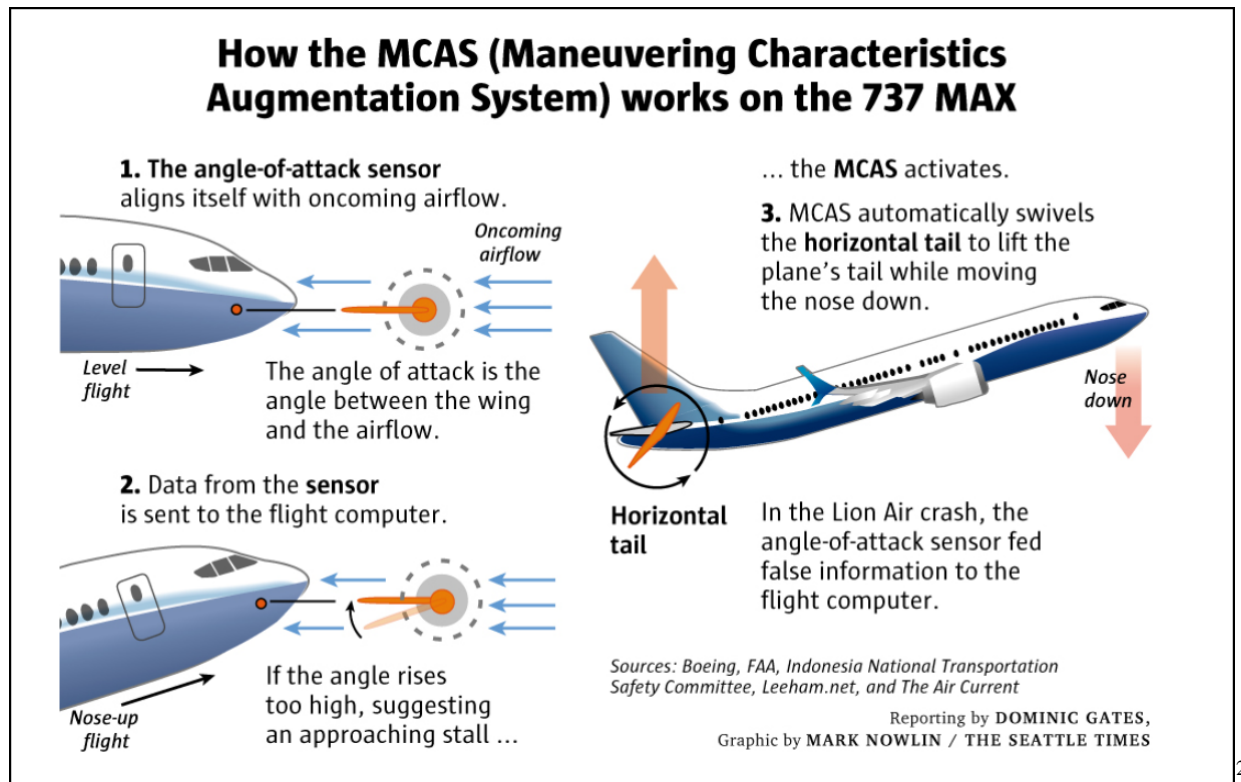 How the MCAS (Maneuvering Characteristics
Augmentation System) works on the 737 MAX
1. The angle-of-attack sensor
aligns itself with oncoming airflow.
Oncoming
airflow
Level
flight
The angle of attack is the
angle between the wing
and the airflow.
2. Data from the sensor
is sent to the flight computer.
Nose-up
flight
If the angle rises
too high, suggesting
an approaching stall ...
... the MCAS activates.
3. MCAS automatically swivels
the horizontal tail to lift the
plane's tail while moving
the nose down.
Nose
down
Horizontal
tail
In the Lion Air crash, the
angle-of-attack sensor fed
false information to the
flight computer.
Sources: Boeing, FAA, Indonesia National Transportation
Safety Committee, Leeham.net, and The Air Current
Reporting by DOMINIC GATES,
Graphic by MARK NOWLIN / THE SEATTLE TIMES